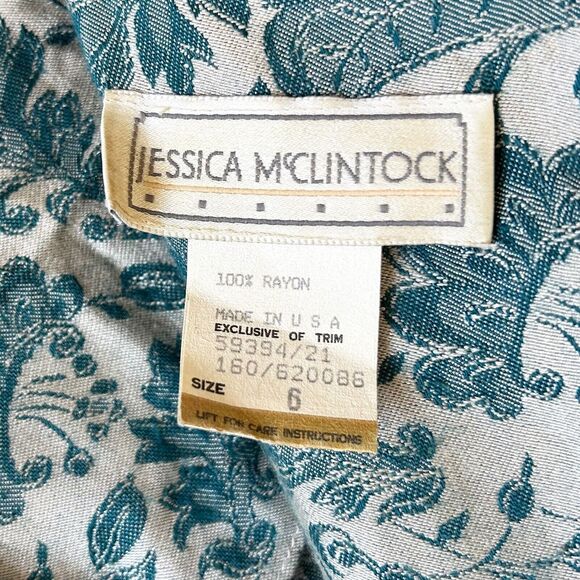 JESSICA McCLINTOCK
100% RAYON
MADE IN U S A
EXCLUSIVE OF TRIM
59394/21
160/620086
SIZE 6
LIFT FOR CARE INSTRUCTIONS